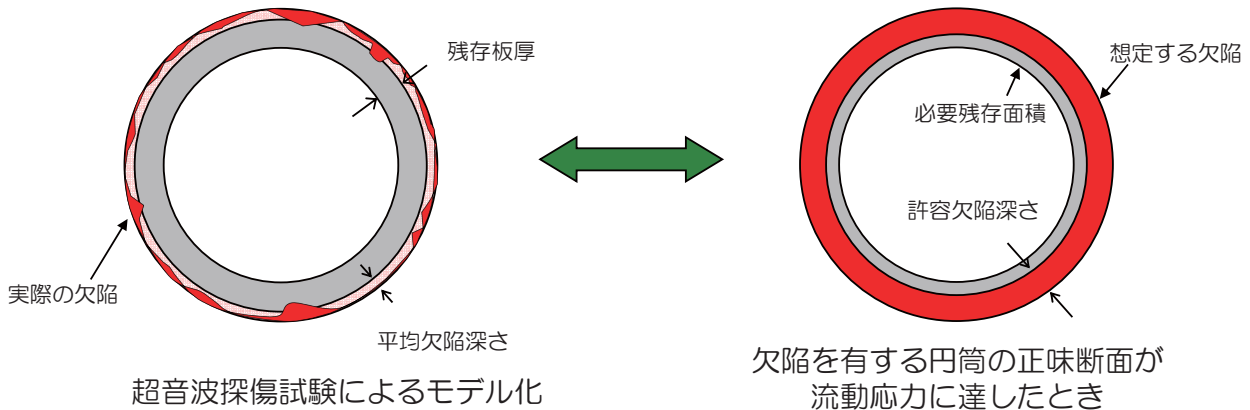 残存板厚
実際の欠陥
平均欠陥深さ
超音波探傷試験によるモデル化
想定する欠陥
必要残存面積
許容欠陥深さ
欠陥を有する円筒の正味断面が
流動応力に達したとき